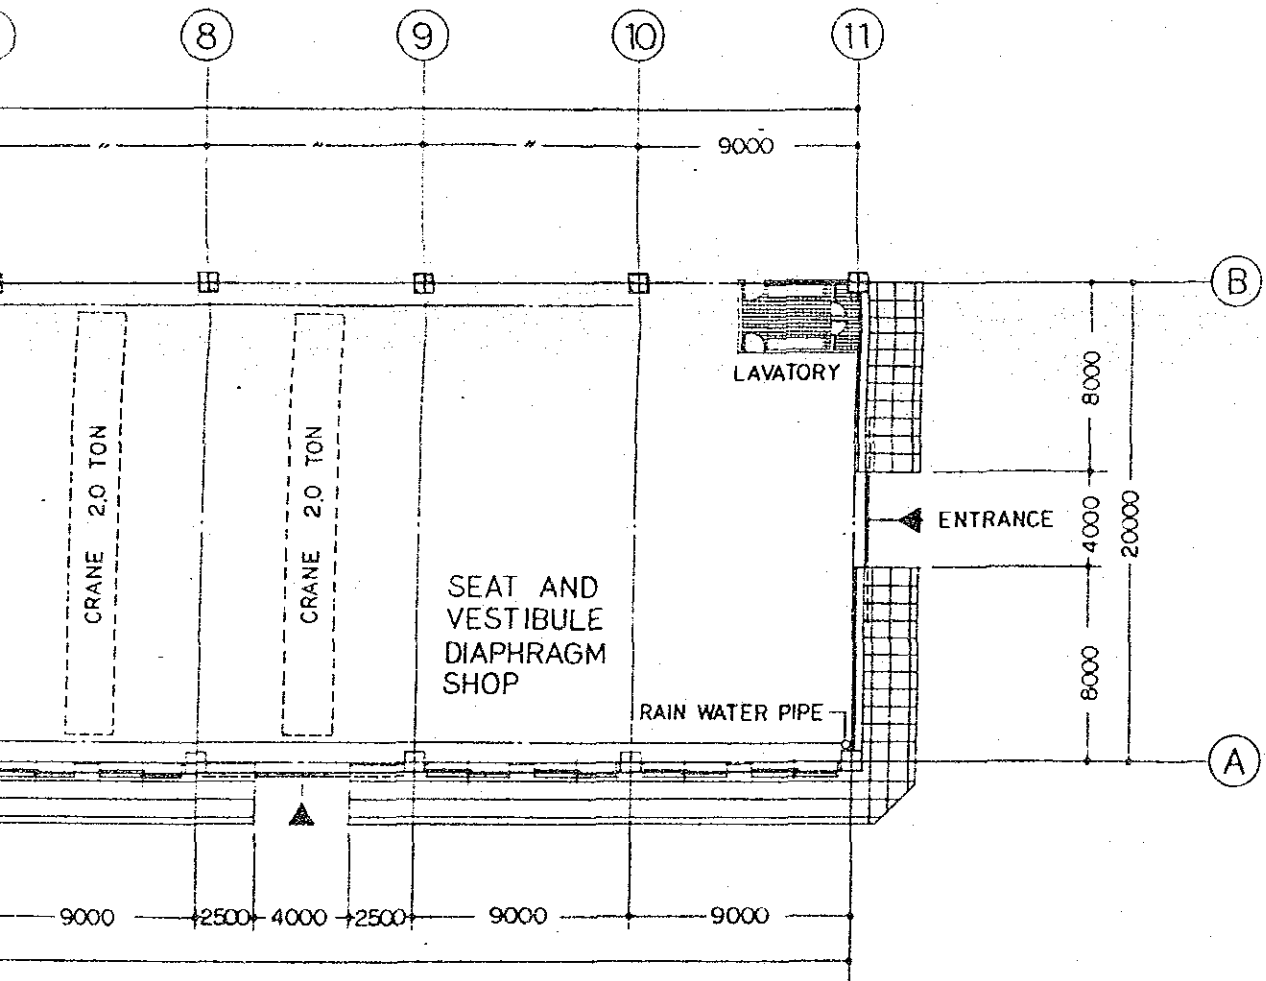 8 9 10 11
〃 〃 〃 9000
B
LAVATORY
8000
CRANE 2.0 TON
CRANE 2.0 TON
ENTRANCE
4000
20000
SEAT AND
VESTIBULE
DIAPHRAGM
SHOP
8000
RAIN WATER PIPE
A
9000 2500 4000 2500 9000 9000